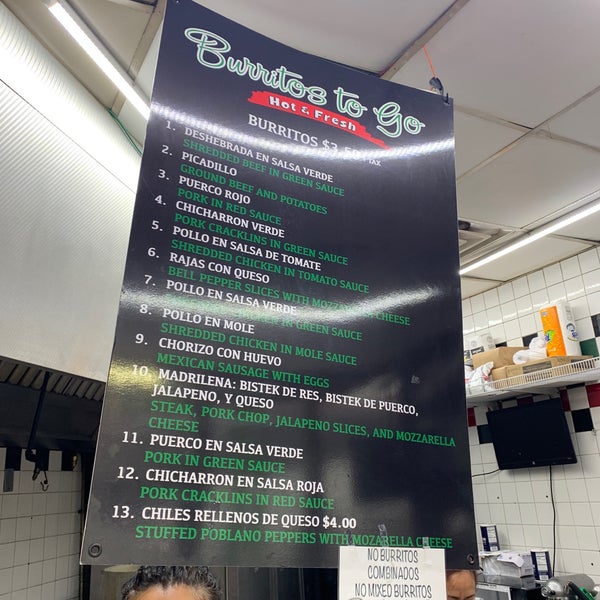 Burritos to Go
Hot & Fresh
BURRITOS $3.50 + TAX
1. DESHEBRADA EN SALSA VERDE
SHREDDED BEEF IN GREEN SAUCE
2. PICADILLO
GROUND BEEF AND POTATOES
3. PUERCO ROJO
PORK IN RED SAUCE
4. CHICHARRON VERDE
PORK CRACKLINS IN GREEN SAUCE
5. POLLO EN SALSA DE TOMATE
SHREDDED CHICKEN IN TOMATO SAUCE
6. RAJAS CON QUESO
BELL PEPPER SLICES WITH MOZZARELLA CHEESE
7. POLLO EN SALSA VERDE
SHREDDED CHICKEN IN GREEN SAUCE
8. POLLO EN MOLE
SHREDDED CHICKEN IN MOLE SAUCE
9. CHORIZO CON HUEVO
MEXICAN SAUSAGE WITH EGGS
10. MADRILENA: BISTEK DE RES, BISTEK DE PUERCO,
JALAPENO, Y QUESO
STEAK, PORK CHOP, JALAPENO SLICES, AND MOZZARELLA
CHEESE
11. PUERCO EN SALSA VERDE
PORK IN GREEN SAUCE
12. CHICHARRON EN SALSA ROJA
PORK CRACKLINS IN RED SAUCE
13. CHILES RELLENOS DE QUESO $4.00
STUFFED POBLANO PEPPERS WITH MOZARELLA CHEESE
NO BURRITOS
COMBINADOS
NO MIXED BURRITOS